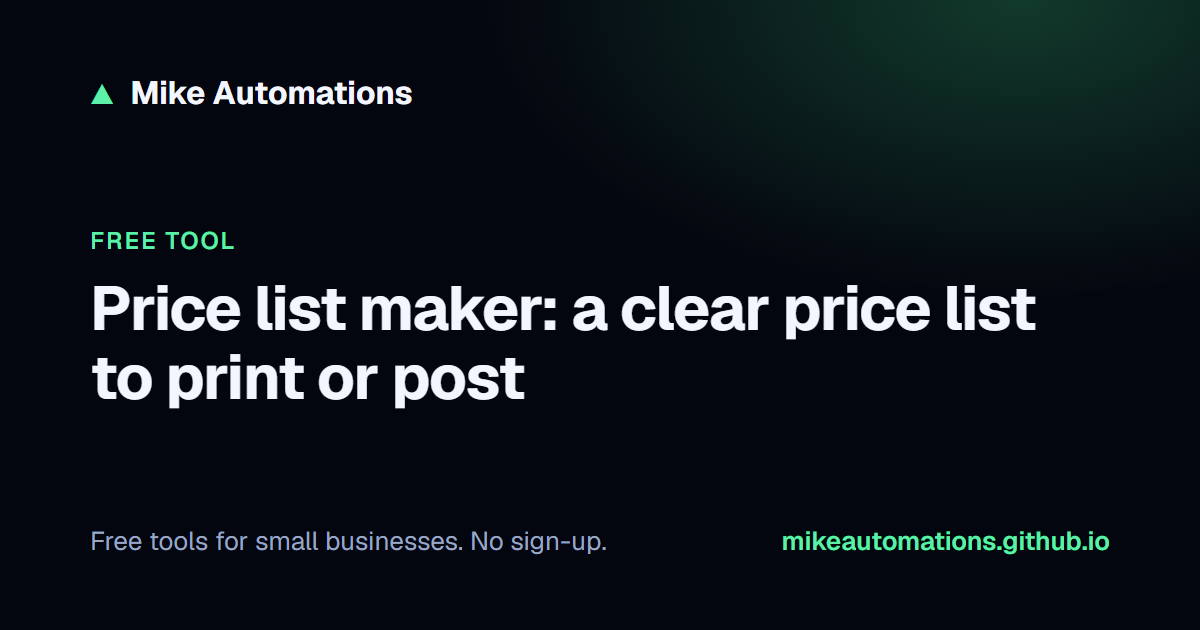 Mike Automations
FREE TOOL
Price list maker: a clear price list
to print or post
Free tools for small businesses. No sign-up.
mikeautomations.github.io